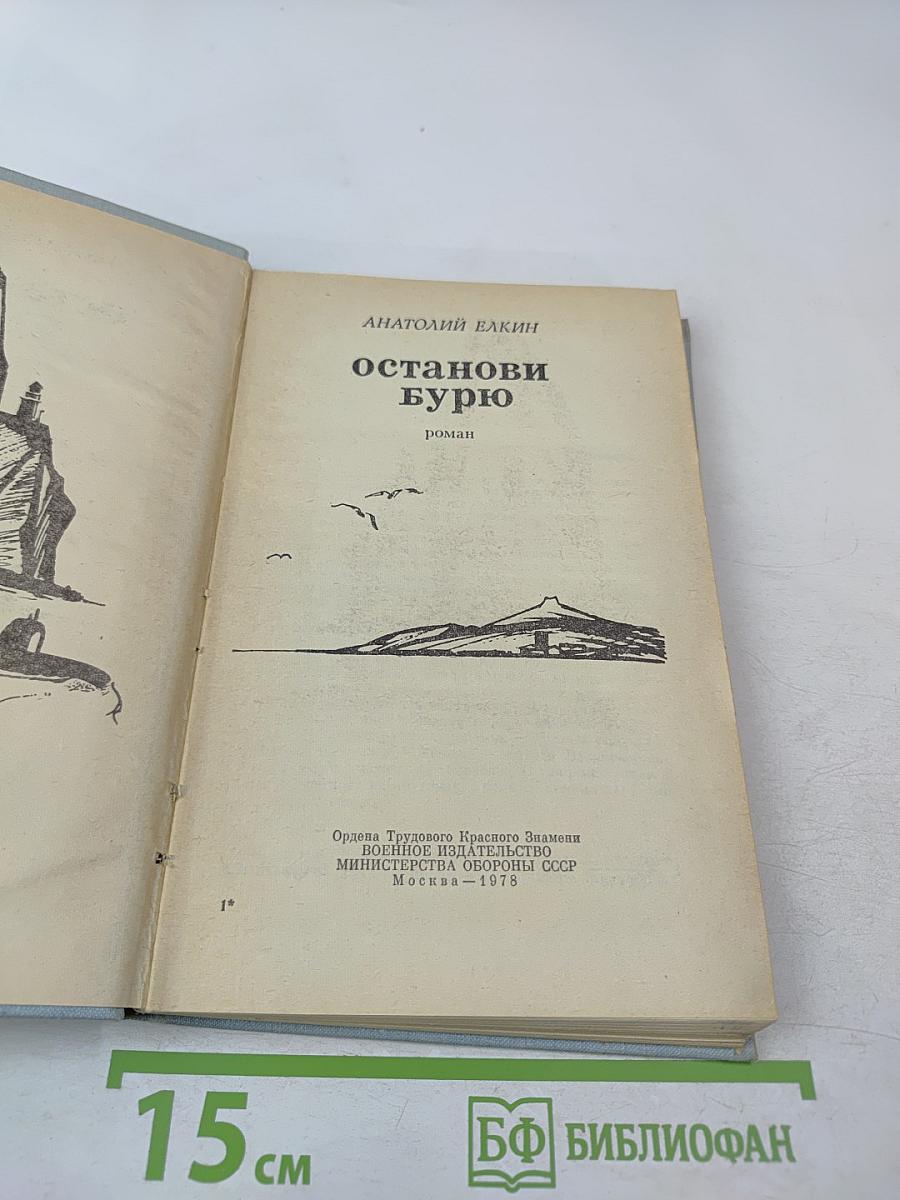 АНАТОЛИЙ ЕЛКИН
ОСТАНОВИ
БУРЮ
роман
Ордена Трудового Красного Знамени
ВОЕННОЕ ИЗДАТЕЛЬСТВО
МИНИСТЕРСТВА ОБОРОНЫ СССР
Москва — 1978
1*
15 см
БФ БИБЛИОФАН